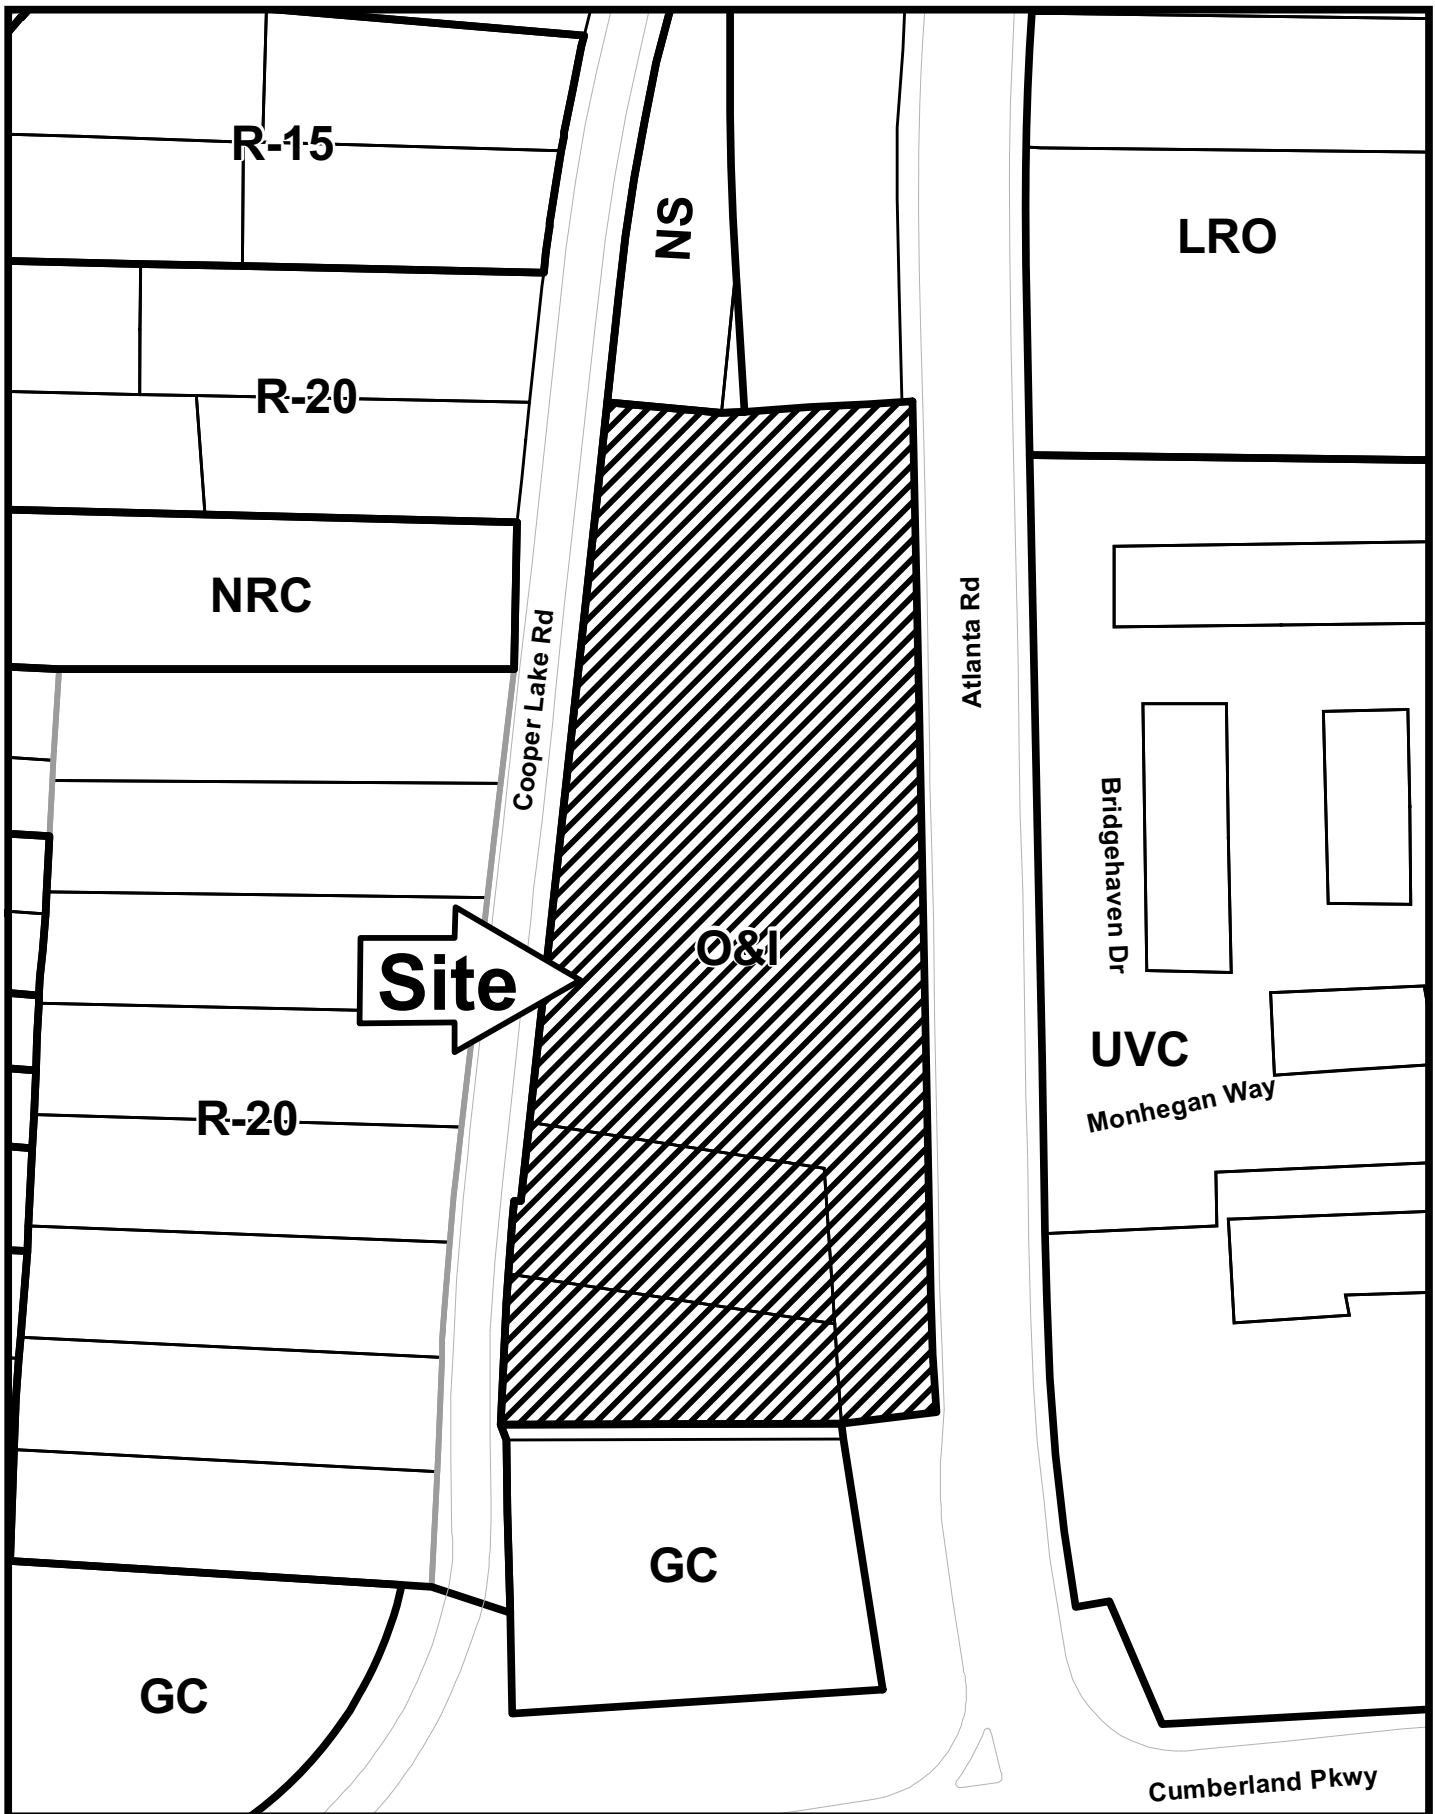 R-15
NS
LRO
R-20
NRC
Cooper Lake Rd
Atlanta Rd
Bridgehaven Dr
O&I
Site
UVC
Monhegan Way
R-20
GC
GC
Cumberland Pkwy